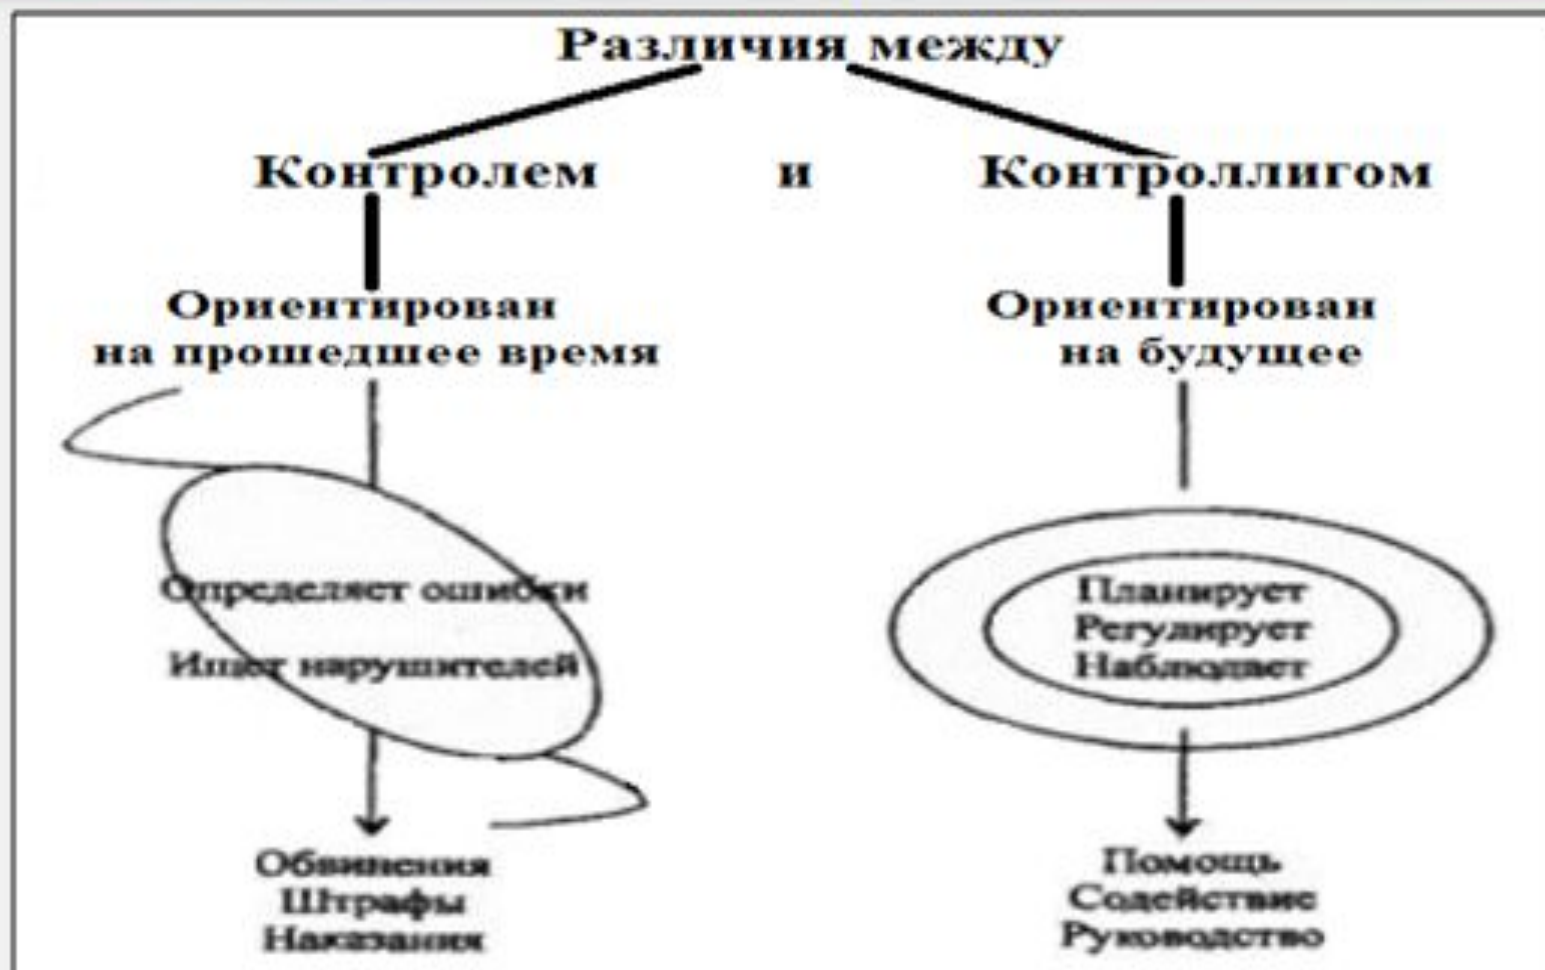 Различия между
Контролем и Контроллигом
Ориентирован
на прошедшее время
Определяет ошибки
Ищет нарушителей
Обвинения
Штрафы
Наказания
Ориентирован
на будущее
Планирует
Регулирует
Наблюдает
Помощь
Содействие
Руководство